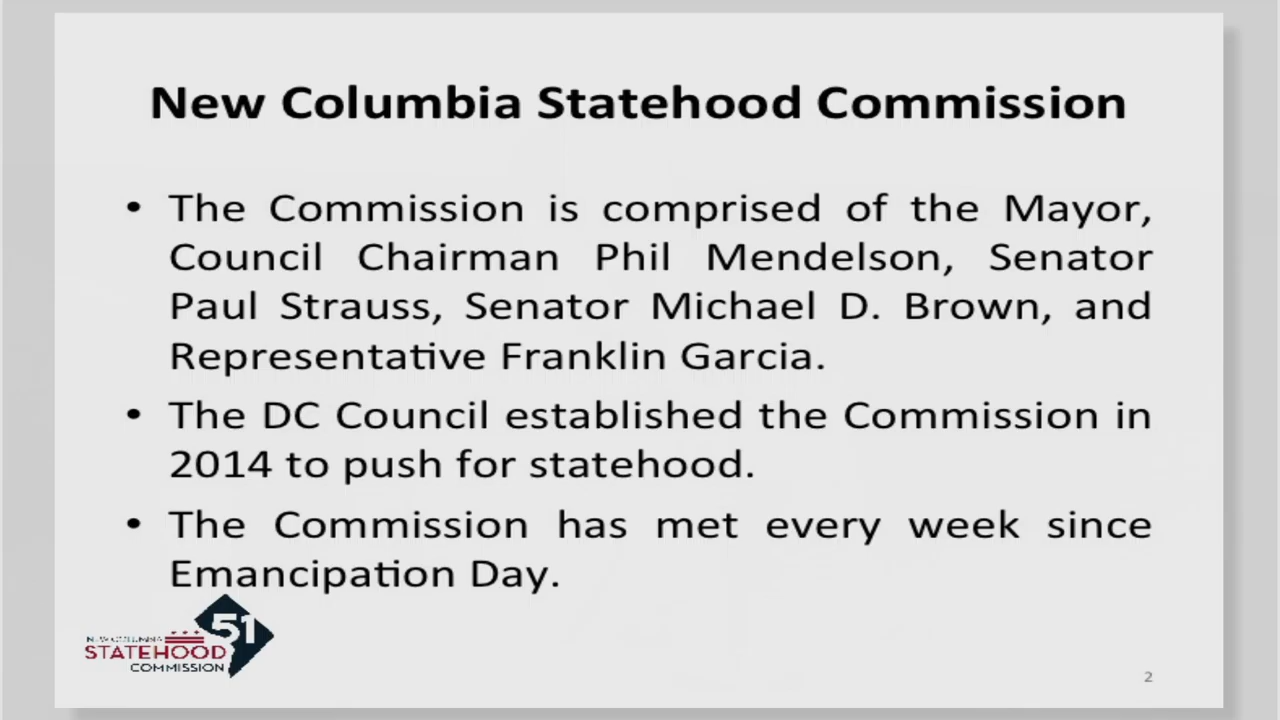 New Columbia Statehood Commission
• The Commission is comprised of the Mayor,
Council Chairman Phil Mendelson, Senator
Paul Strauss, Senator Michael D. Brown, and
Representative Franklin Garcia.
• The DC Council established the Commission in
2014 to push for statehood.
• The Commission has met every week since
Emancipation Day.
51
NEW COLUMBIA
STATEHOOD
COMMISSION
2